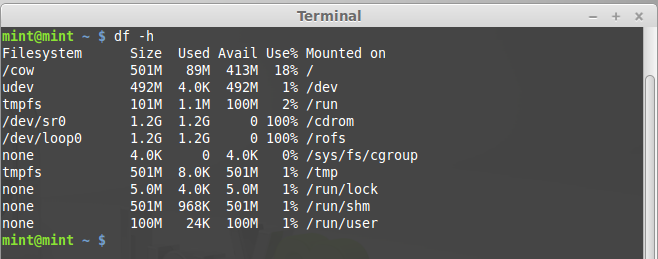 Terminal
mint@mint ~ $ df -h
Filesystem      Size  Used Avail Use% Mounted on
/cow            501M   89M  413M  18% /
udev            492M  4.0K  492M   1% /dev
tmpfs           101M  1.1M  100M   2% /run
/dev/sr0        1.2G  1.2G     0 100% /cdrom
/dev/loop0      1.2G  1.2G     0 100% /rofs
none            4.0K     0  4.0K   0% /sys/fs/cgroup
tmpfs           501M  8.0K  501M   1% /tmp
none            5.0M  4.0K  5.0M   1% /run/lock
none            501M  968K  501M   1% /run/shm
none            100M   24K  100M   1% /run/user
mint@mint ~ $